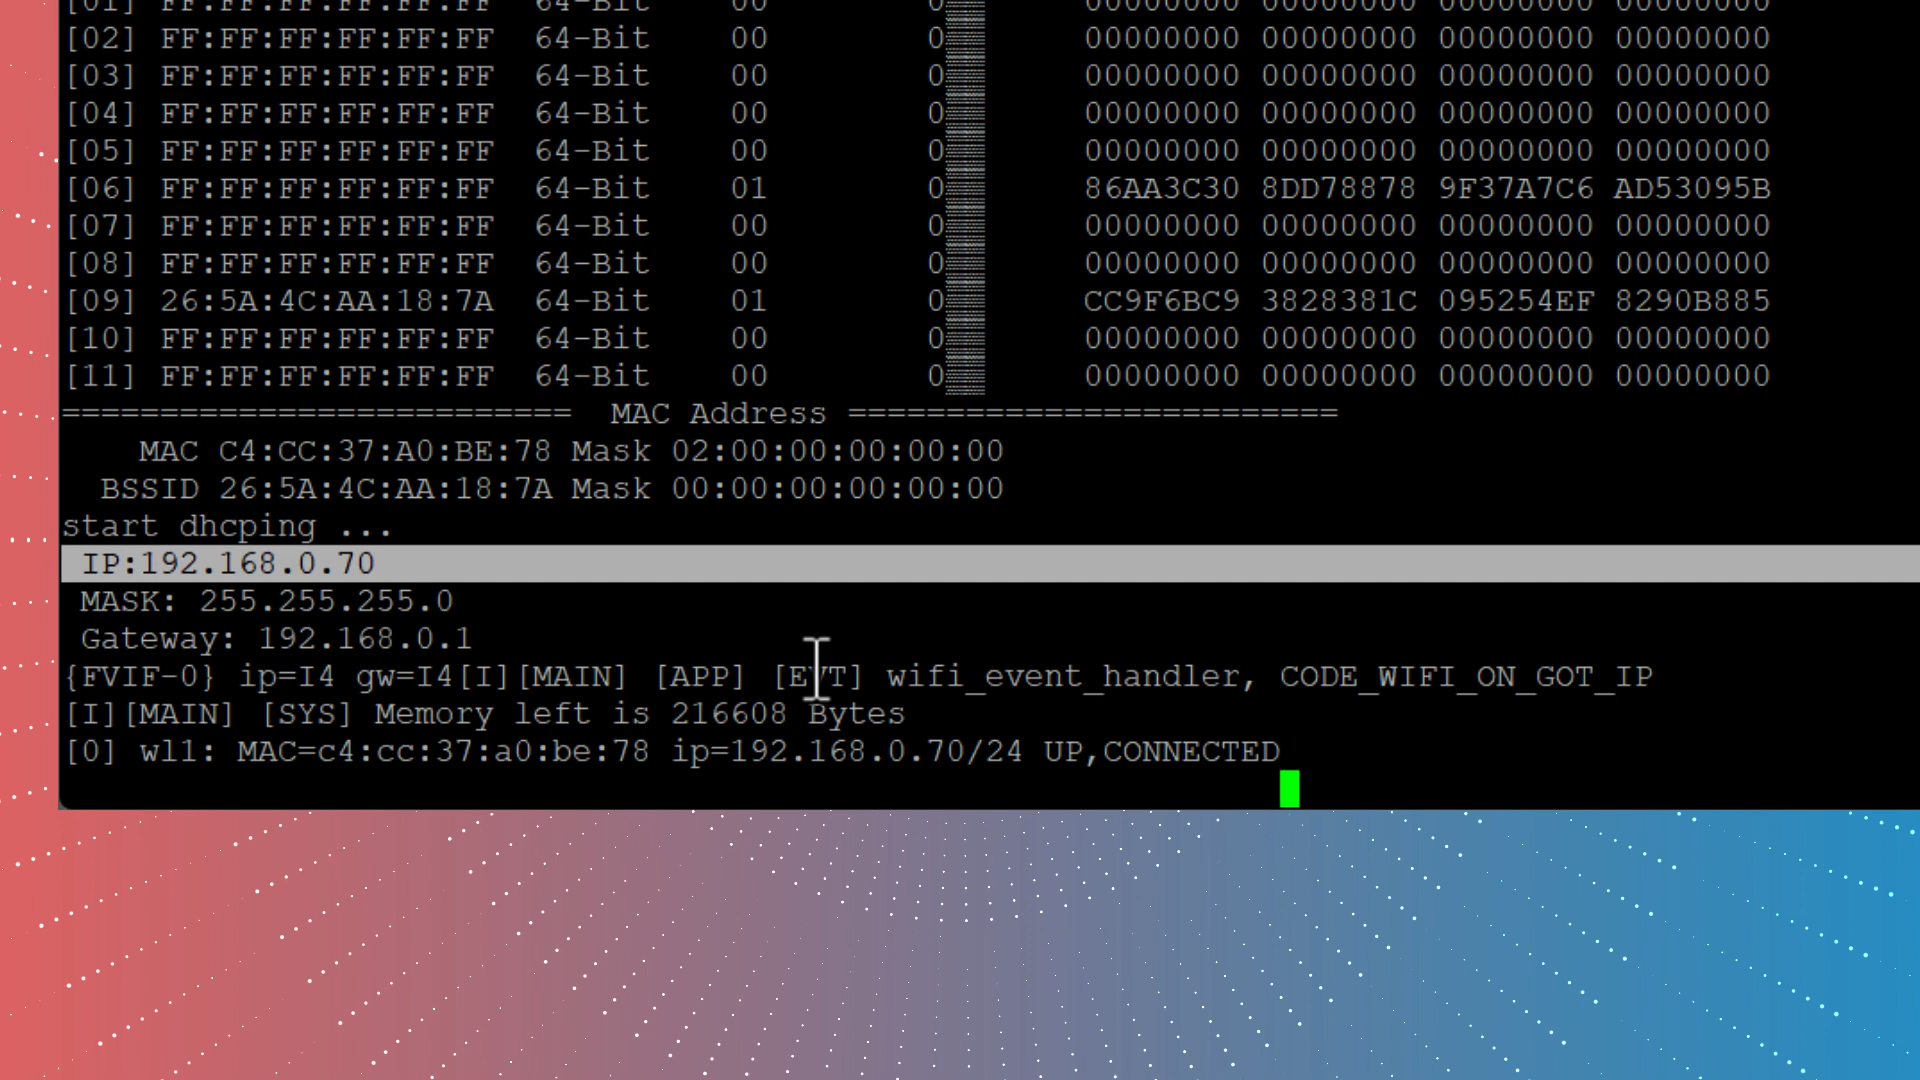 [01] FF:FF:FF:FF:FF:FF 64-Bit 00 0 00000000 00000000 00000000 00000000
[02] FF:FF:FF:FF:FF:FF 64-Bit 00 0 00000000 00000000 00000000 00000000
[03] FF:FF:FF:FF:FF:FF 64-Bit 00 0 00000000 00000000 00000000 00000000
[04] FF:FF:FF:FF:FF:FF 64-Bit 00 0 00000000 00000000 00000000 00000000
[05] FF:FF:FF:FF:FF:FF 64-Bit 00 0 00000000 00000000 00000000 00000000
[06] FF:FF:FF:FF:FF:FF 64-Bit 01 0 86AA3C30 8DD78878 9F37A7C6 AD53095B
[07] FF:FF:FF:FF:FF:FF 64-Bit 00 0 00000000 00000000 00000000 00000000
[08] FF:FF:FF:FF:FF:FF 64-Bit 00 0 00000000 00000000 00000000 00000000
[09] 26:5A:4C:AA:18:7A 64-Bit 01 0 CC9F6BC9 3828381C 095254EF 8290B885
[10] FF:FF:FF:FF:FF:FF 64-Bit 00 0 00000000 00000000 00000000 00000000
[11] FF:FF:FF:FF:FF:FF 64-Bit 00 0 00000000 00000000 00000000 00000000
========================== MAC Address =========================
MAC C4:CC:37:A0:BE:78 Mask 02:00:00:00:00:00
BSSID 26:5A:4C:AA:18:7A Mask 00:00:00:00:00:00
start dhcping ...
IP:192.168.0.70
MASK: 255.255.255.0
Gateway: 192.168.0.1
{FVIF-0} ip=I4 gw=I4[I][MAIN] [APP] [EVT] wifi_event_handler, CODE_WIFI_ON_GOT_IP
[I][MAIN] [SYS] Memory left is 216608 Bytes
[0] wl1: MAC=c4:cc:37:a0:be:78 ip=192.168.0.70/24 UP,CONNECTED